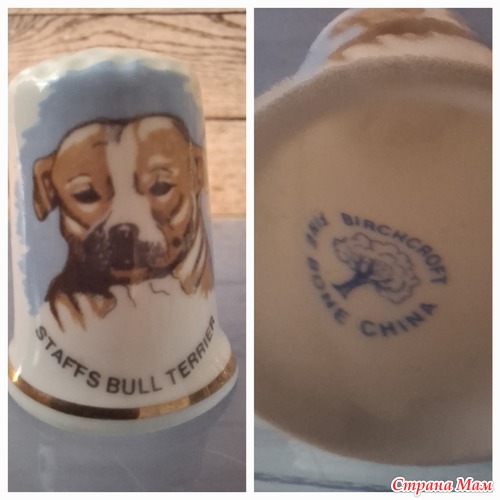 STAFFS BULL TERRIER
BIRCHCROFT
FINE BONE CHINA
Страна Мам